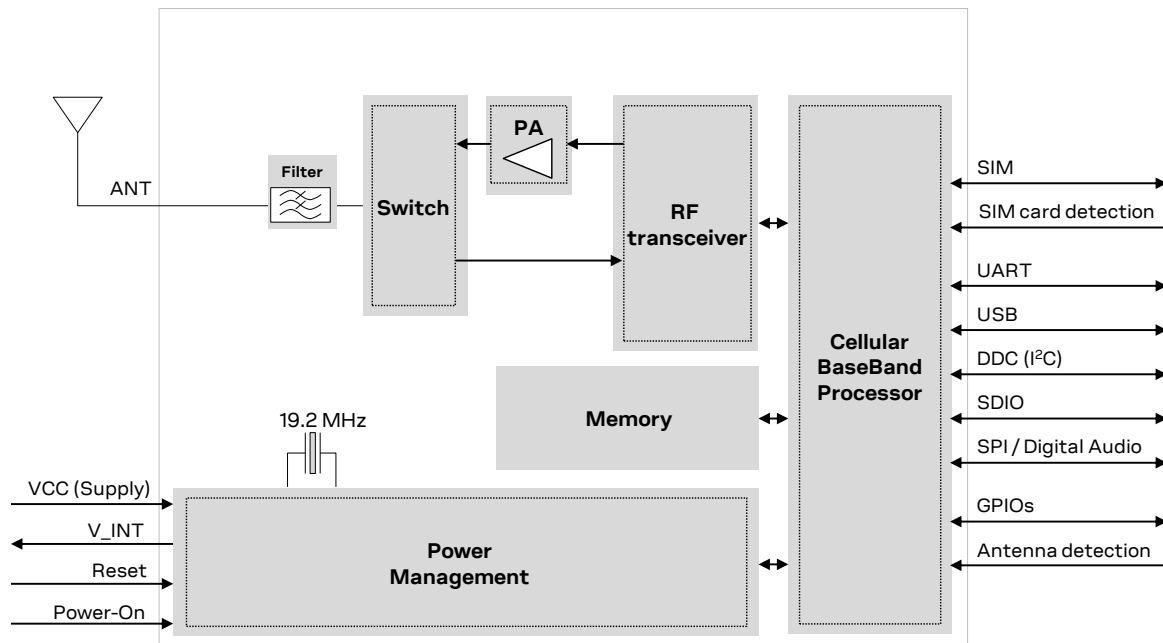 PA
Filter
ANT
Switch
RF
transceiver
SIM
SIM card detection
UART
USB
DDC (I²C)
SDIO
SPI / Digital Audio
GPIOs
Antenna detection
Cellular
BaseBand
Processor
Memory
19.2 MHz
VCC (Supply)
V_INT
Reset
Power-On
Power
Management